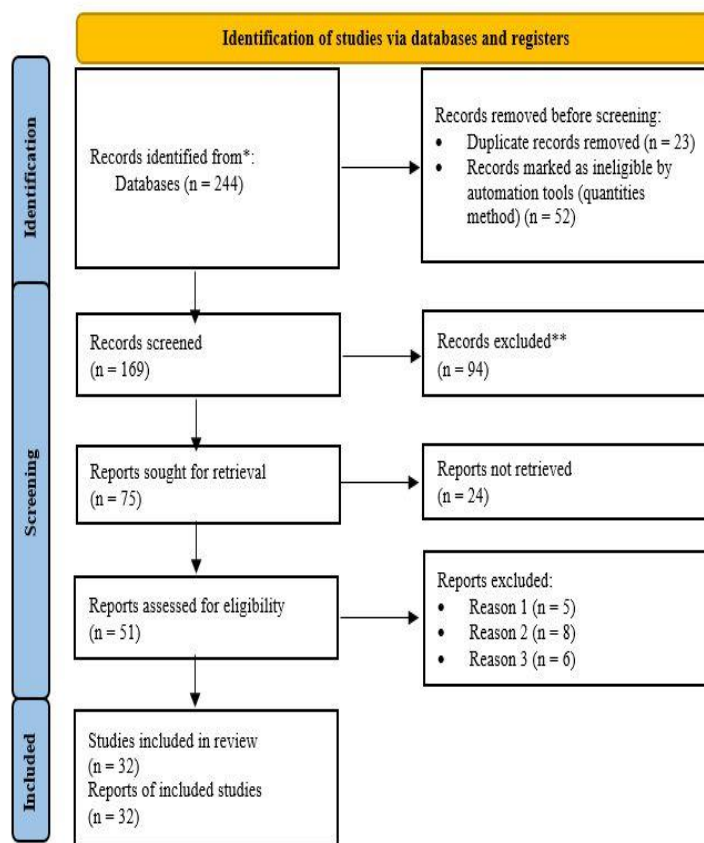 Identification of studies via databases and registers
Identification
Records identified from*:
Databases (n = 244)
Records removed before screening:
• Duplicate records removed (n = 23)
• Records marked as ineligible by
automation tools (quantities
method) (n = 52)
Screening
Records screened
(n = 169)
Records excluded**
(n = 94)
Reports sought for retrieval
(n = 75)
Reports not retrieved
(n = 24)
Reports assessed for eligibility
(n = 51)
Reports excluded:
• Reason 1 (n = 5)
• Reason 2 (n = 8)
• Reason 3 (n = 6)
Included
Studies included in review
(n = 32)
Reports of included studies
(n = 32)